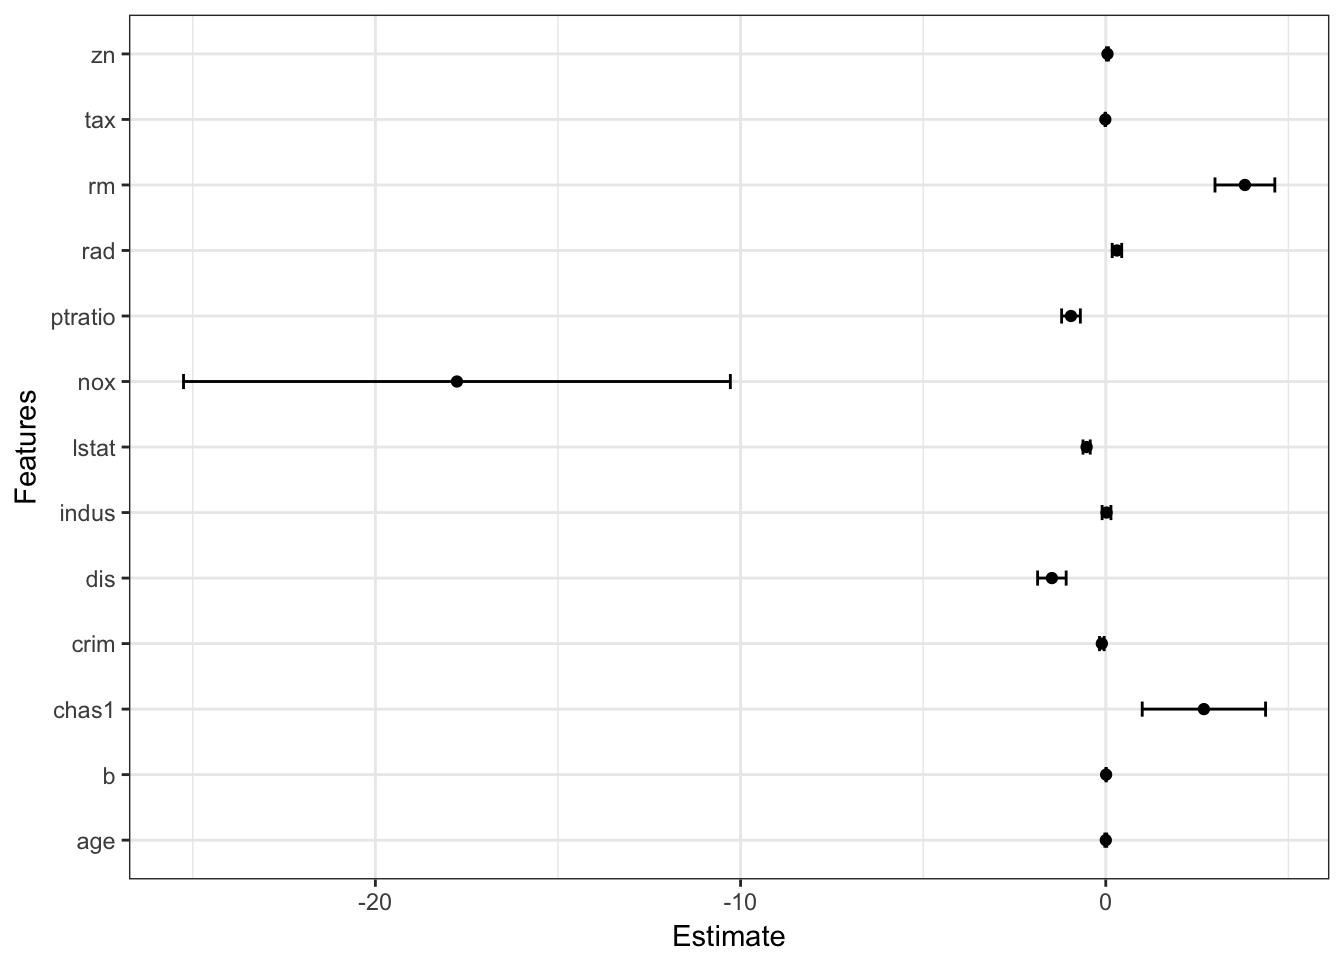 zn
tax
rm
rad
ptratio
nox
lstat
indus
dis
crim
chas1
b
age
Features
-20 -10 0
Estimate